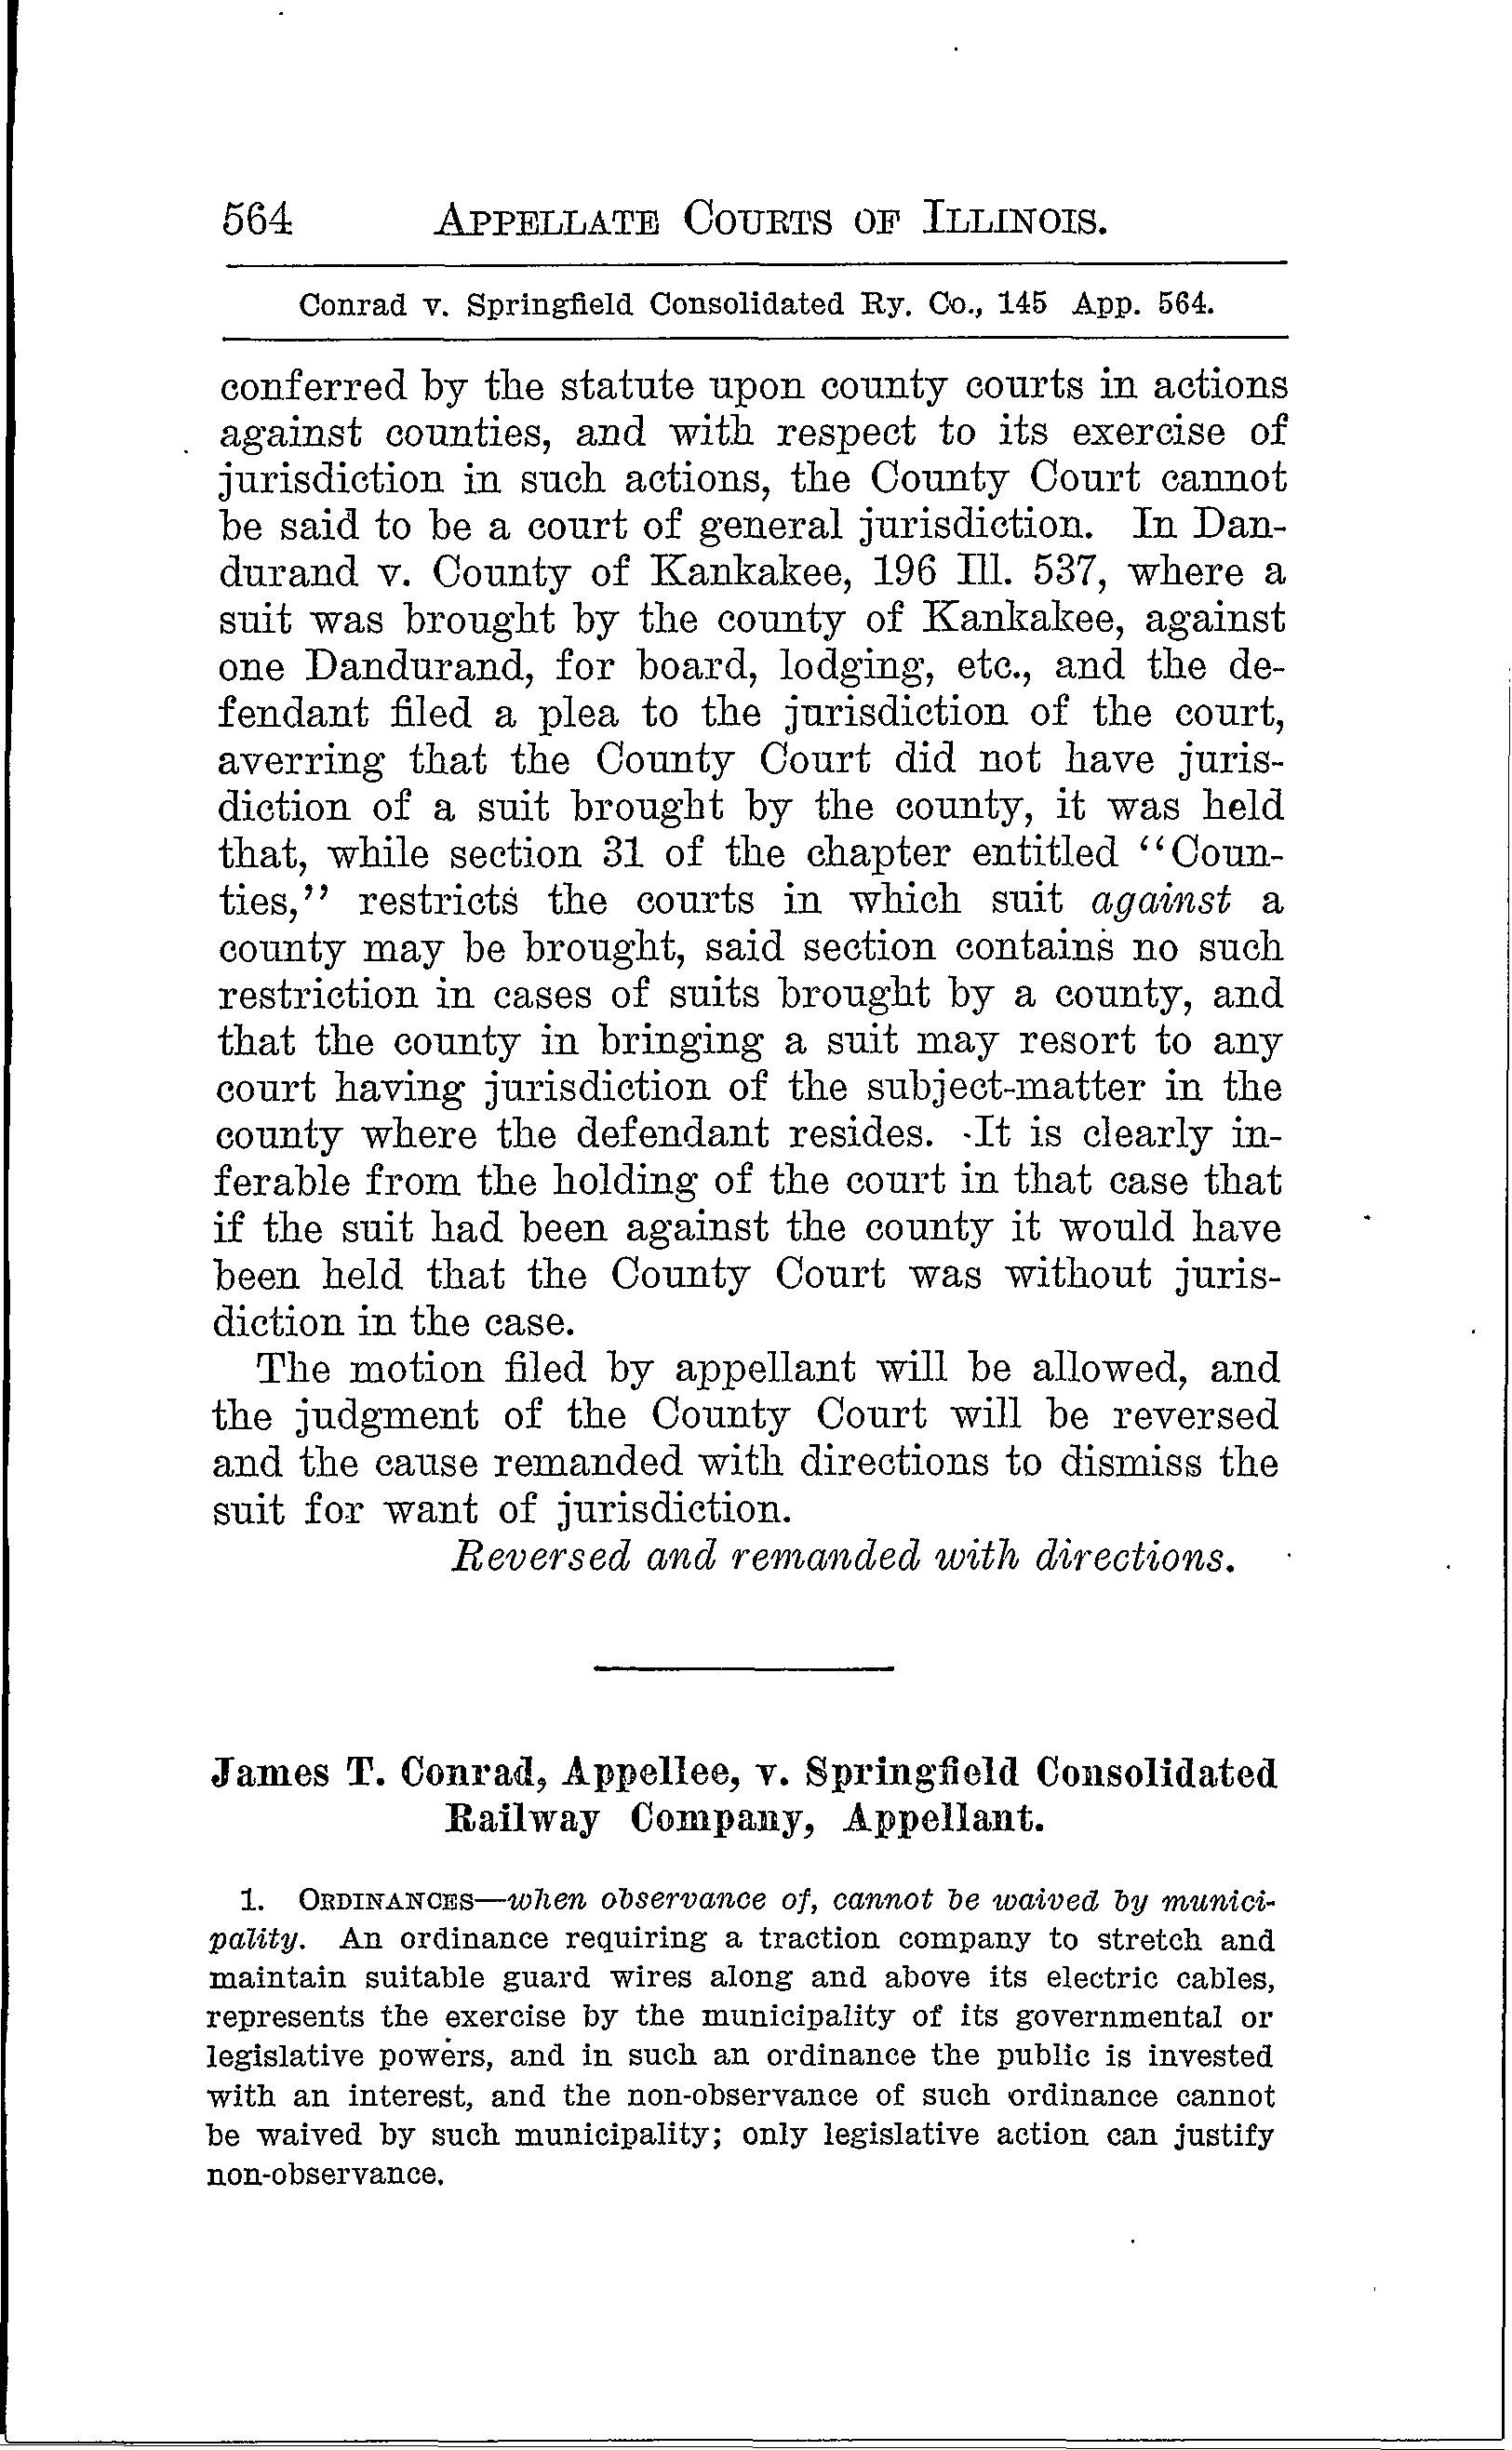 564 APPELLATE COURTS OF ILLINOIS.
Conrad v. Springfield Consolidated Ry. Co., 145 App. 564.
conferred by the statute upon county courts in actions
against counties, and with respect to its exercise of
jurisdiction in such actions, the County Court cannot
be said to be a court of general jurisdiction. In Dan-
durand v. County of Kankakee, 196 Ill. 537, where a
suit was brought by the county of Kankakee, against
one Dandurand, for board, lodging, etc., and the de-
fendant filed a plea to the jurisdiction of the court,
averring that the County Court did not have juris-
diction of a suit brought by the county, it was held
that, while section 31 of the chapter entitled “Coun-
ties,” restricts the courts in which suit against a
county may be brought, said section contains no such
restriction in cases of suits brought by a county, and
that the county in bringing a suit may resort to any
court having jurisdiction of the subject-matter in the
county where the defendant resides. It is clearly in-
ferable from the holding of the court in that case that
if the suit had been against the county it would have
been held that the County Court was without juris-
diction in the case.
The motion filed by appellant will be allowed, and
the judgment of the County Court will be reversed
and the cause remanded with directions to dismiss the
suit for want of jurisdiction.
Reversed and remanded with directions.
James T. Conrad, Appellee, v. Springfield Consolidated
Railway Company, Appellant.
1. ORDINANCES—when observance of, cannot be waived by munici-
pality. An ordinance requiring a traction company to stretch and
maintain suitable guard wires along and above its electric cables,
represents the exercise by the municipality of its governmental or
legislative powers, and in such an ordinance the public is invested
with an interest, and the non-observance of such ordinance cannot
be waived by such municipality; only legislative action can justify
non-observance.